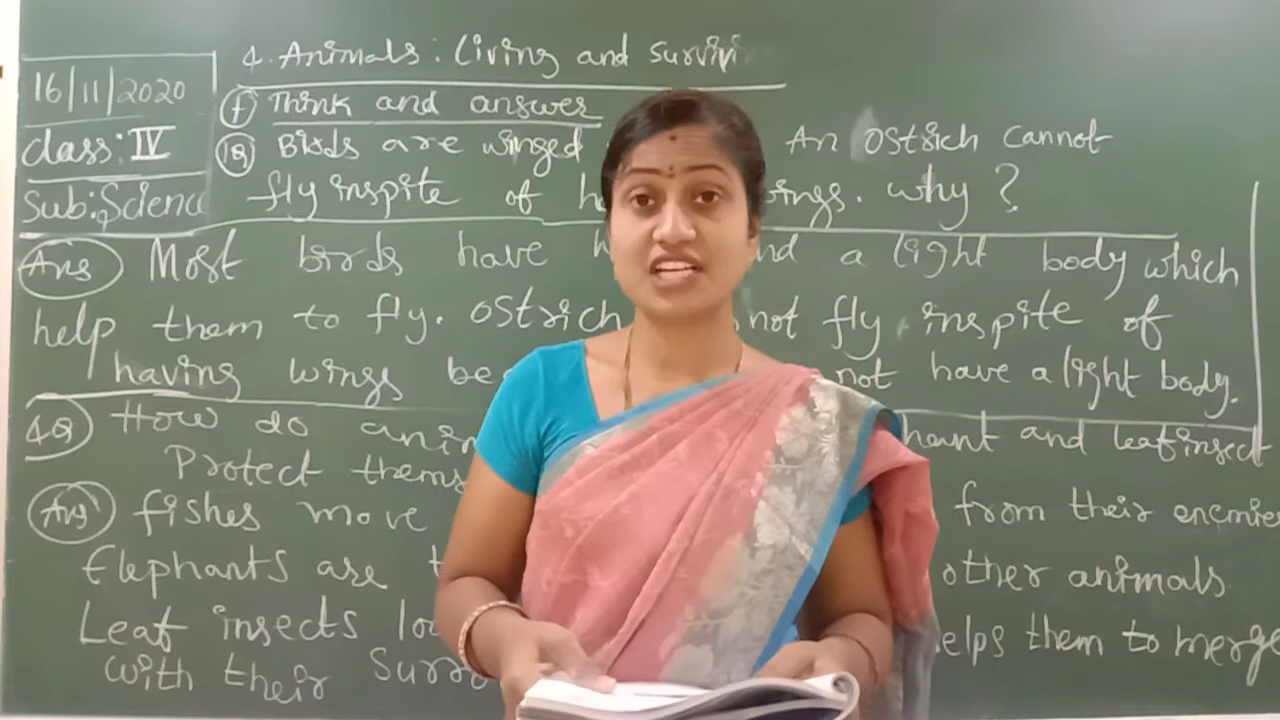 4. Animals: Living and survivi
16/11/2020
class: IV
Sub: Science
f Think and answer
1Q Birds are winged An ostrich cannot
fly inspite of wings. why?
Ans Most birds have a light body which
help them to fly. Ostrich not fly inspite of
having wings not have a light body.
4Q How do and leaf insect
Protect
Ans fishes move from their enemies
Elephants are other animals
Leaf insects them to merge
with their